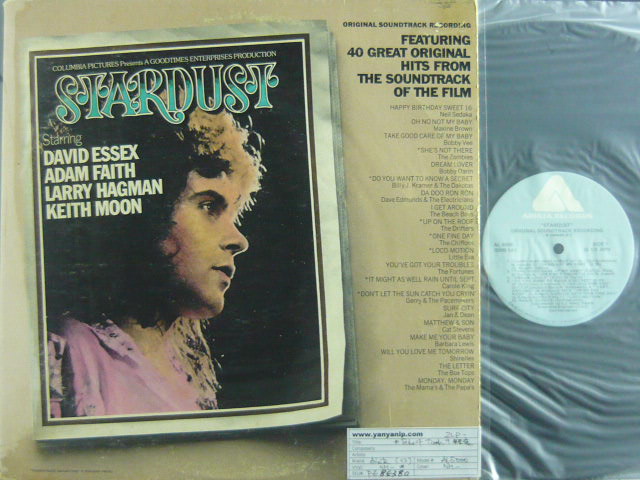 COLUMBIA PICTURES Presents A GOODTIMES ENTERPRISES PRODUCTION
STARDUST
Starring
DAVID ESSEX
ADAM FAITH
LARRY HAGMAN
KEITH MOON
ORIGINAL SOUNDTRACK RECORDING
FEATURING
40 GREAT ORIGINAL
HITS FROM
THE SOUNDTRACK
OF THE FILM
HAPPY BIRTHDAY SWEET 16
Neil Sedaka
OH NO NOT MY BABY
Maxine Brown
TAKE GOOD CARE OF MY BABY
Bobby Vee
*SHE'S NOT THERE
The Zombies
DREAM LOVER
Bobby Darin
*DO YOU WANT TO KNOW A SECRET
Billy J. Kramer & The Dakotas
DA DOO RON RON
Dave Edmunds & The Electricians
I GET AROUND
The Beach Boys
*UP ON THE ROOF
The Drifters
*ONE FINE DAY
The Chiffons
*LOCO-MOTION
Little Eva
YOU'VE GOT YOUR TROUBLES
The Fortunes
*IT MIGHT AS WELL RAIN UNTIL SEPT.
Carole King
*DON'T LET THE SUN CATCH YOU CRYIN'
Gerry & The Pacemakers
SURF CITY
Jan & Dean
MATTHEW & SON
Cat Stevens
MAKE ME YOUR BABY
Barbara Lewis
WILL YOU LOVE ME TOMORROW
Shirelles
THE LETTER
The Box Tops
MONDAY, MONDAY
The Mama's & The Papa's
ARISTA RECORDS
"STARDUST"
ORIGINAL SOUNDTRACK RECORDING
www.yanyanip.com